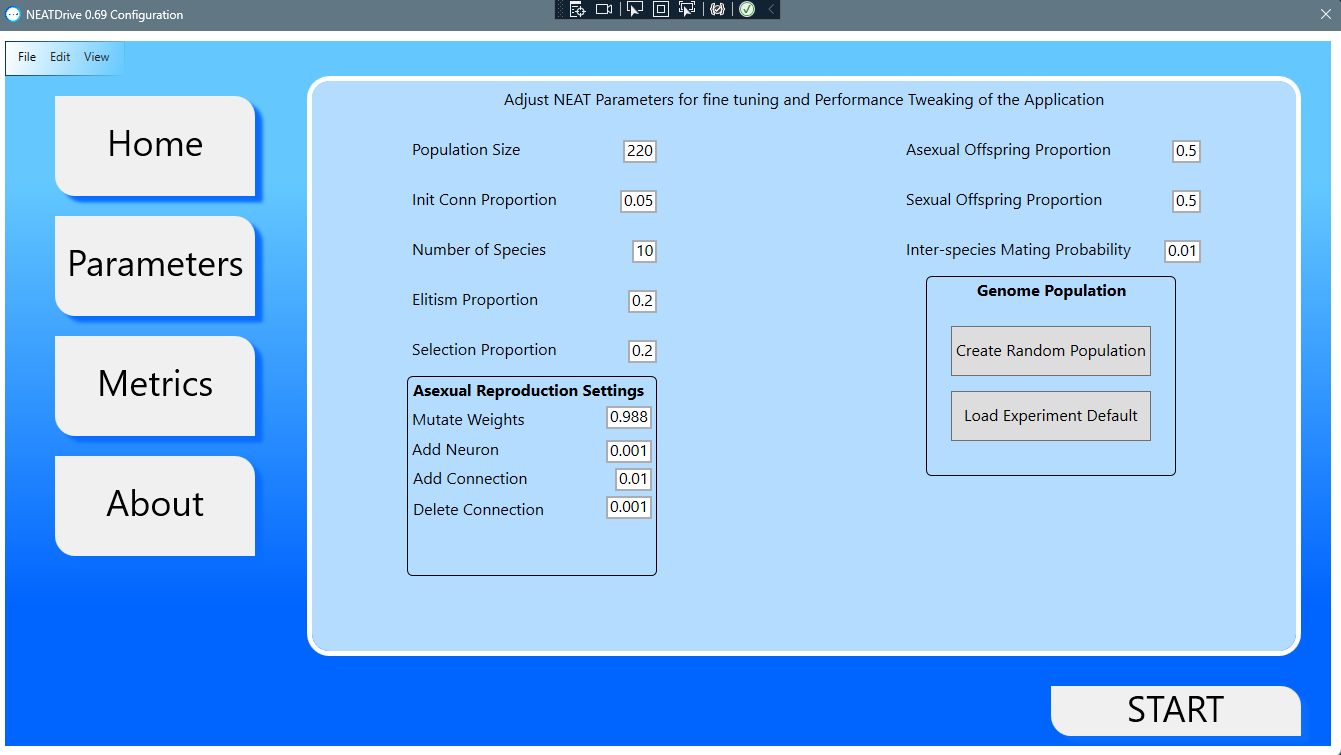 NEATDrive 0.69 Configuration
File Edit View
Home
Parameters
Metrics
About
Adjust NEAT Parameters for fine tuning and Performance Tweaking of the Application
Population Size 220
Init Conn Proportion 0.05
Number of Species 10
Elitism Proportion 0.2
Selection Proportion 0.2
Asexual Reproduction Settings
Mutate Weights 0.988
Add Neuron 0.001
Add Connection 0.01
Delete Connection 0.001
Asexual Offspring Proportion 0.5
Sexual Offspring Proportion 0.5
Inter-species Mating Probability 0.01
Genome Population
Create Random Population
Load Experiment Default
START